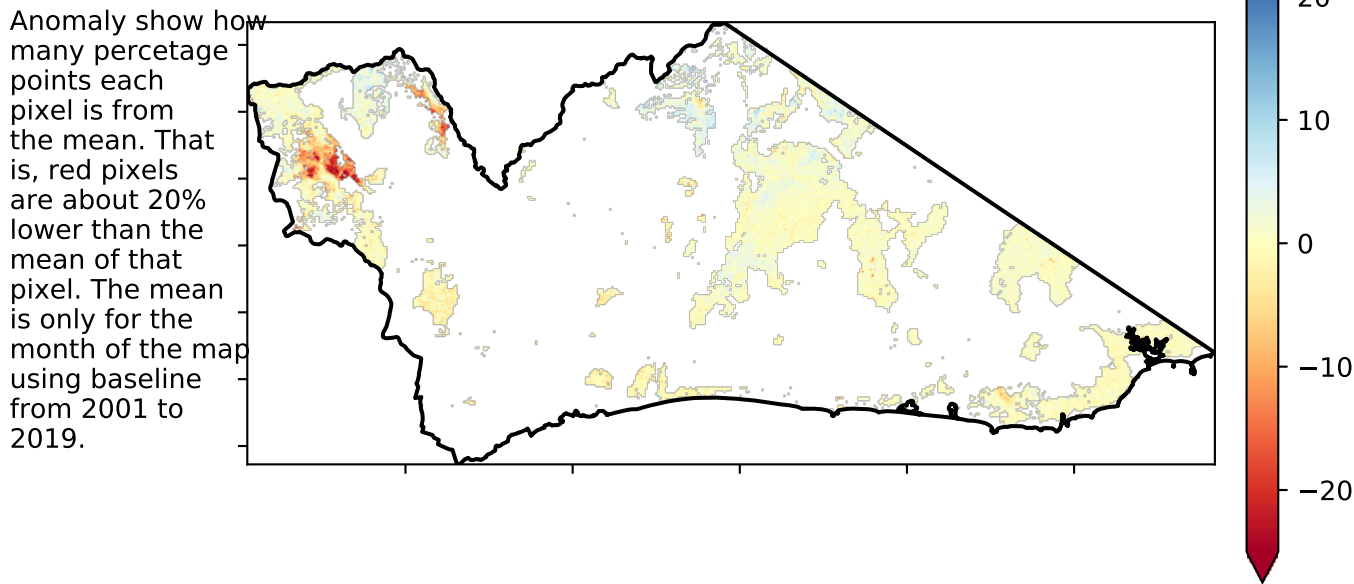 Anomaly show how
many percetage
points each
pixel is from
the mean. That
is, red pixels
are about 20%
lower than the
mean of that
pixel. The mean
is only for the
month of the map
using baseline
from 2001 to
2019.
20
10
0
−10
−20